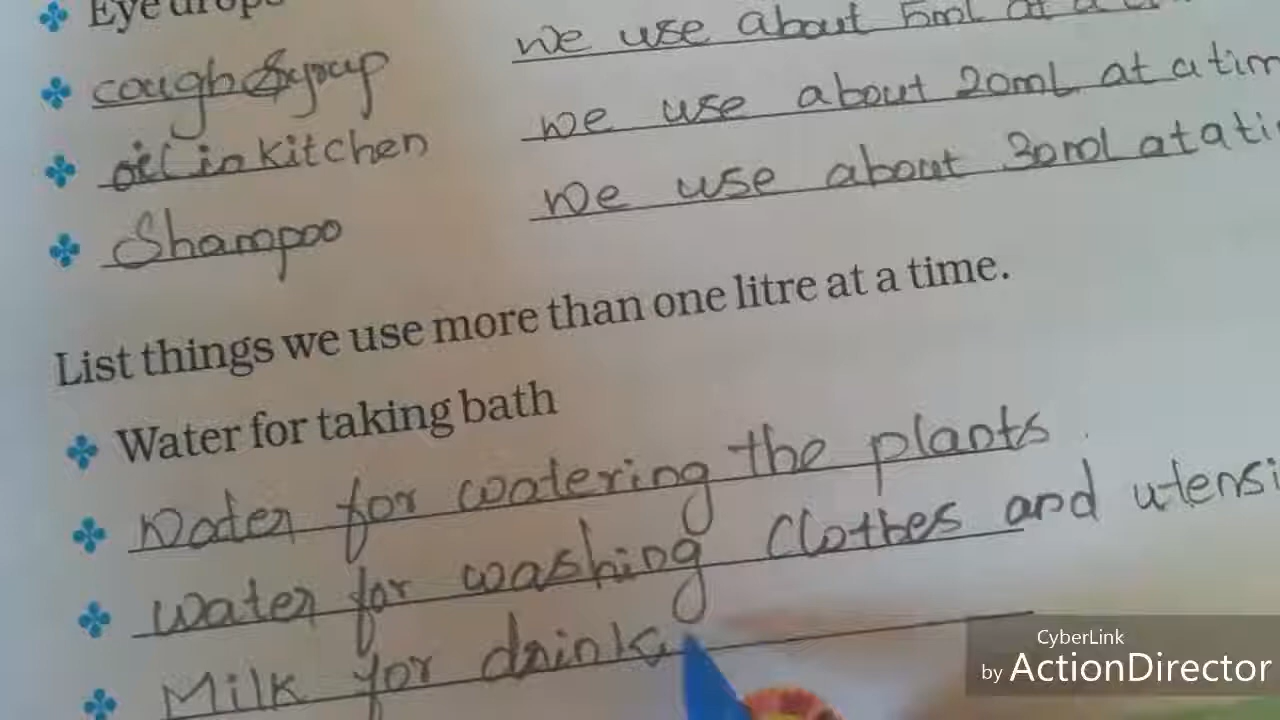 Eye drops
we use about 5ml at a
cough Syrup
we use about 20ml at a tim
oil in kitchen
we use about 30ml at a ti
Shampoo
List things we use more than one litre at a time.
Water for taking bath
Water for watering the plants.
Water for washing clothes and utensi
Milk for drink
CyberLink
by ActionDirector